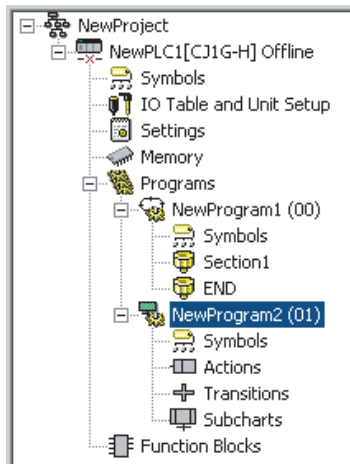 NewProject
NewPLC1[CJ1G-H] Offline
Symbols
IO Table and Unit Setup
Settings
Memory
Programs
NewProgram1 (00)
Symbols
Section1
END
NewProgram2 (01)
Symbols
Actions
Transitions
Subcharts
Function Blocks